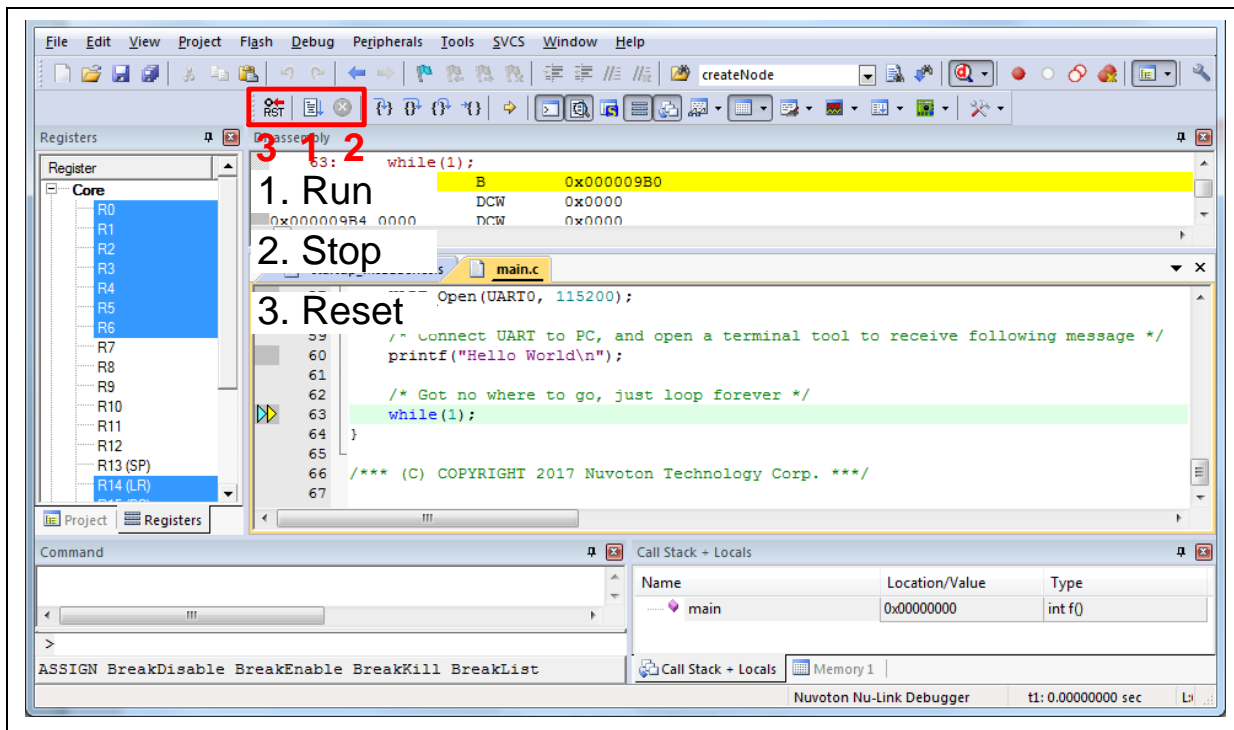 File Edit View Project Flash Debug Peripherals Tools SVCS Window Help
createNode
RST
3 1 2
Registers
Disassembly
Register
Core
R0
R1
R2
R3
R4
R5
R6
R7
R8
R9
R10
R11
R12
R13 (SP)
R14 (LR)
R15 (PC)
Project Registers
63: while(1);
1. Run
B 0x000009B0
DCW 0x0000
0x000009B4 0000 DCW 0x0000
2. Stop
main.c
3. Reset
Open(UART0, 115200);
59 /* Connect UART to PC, and open a terminal tool to receive following message */
60 printf("Hello World\n");
61
62 /* Got no where to go, just loop forever */
63 while(1);
64 }
65
66 /*** (C) COPYRIGHT 2017 Nuvoton Technology Corp. ***/
67
Command
>
ASSIGN BreakDisable BreakEnable BreakKill BreakList
Call Stack + Locals
Name Location/Value Type
main 0x00000000 int f()
Call Stack + Locals Memory 1
Nuvoton Nu-Link Debugger t1: 0.00000000 sec